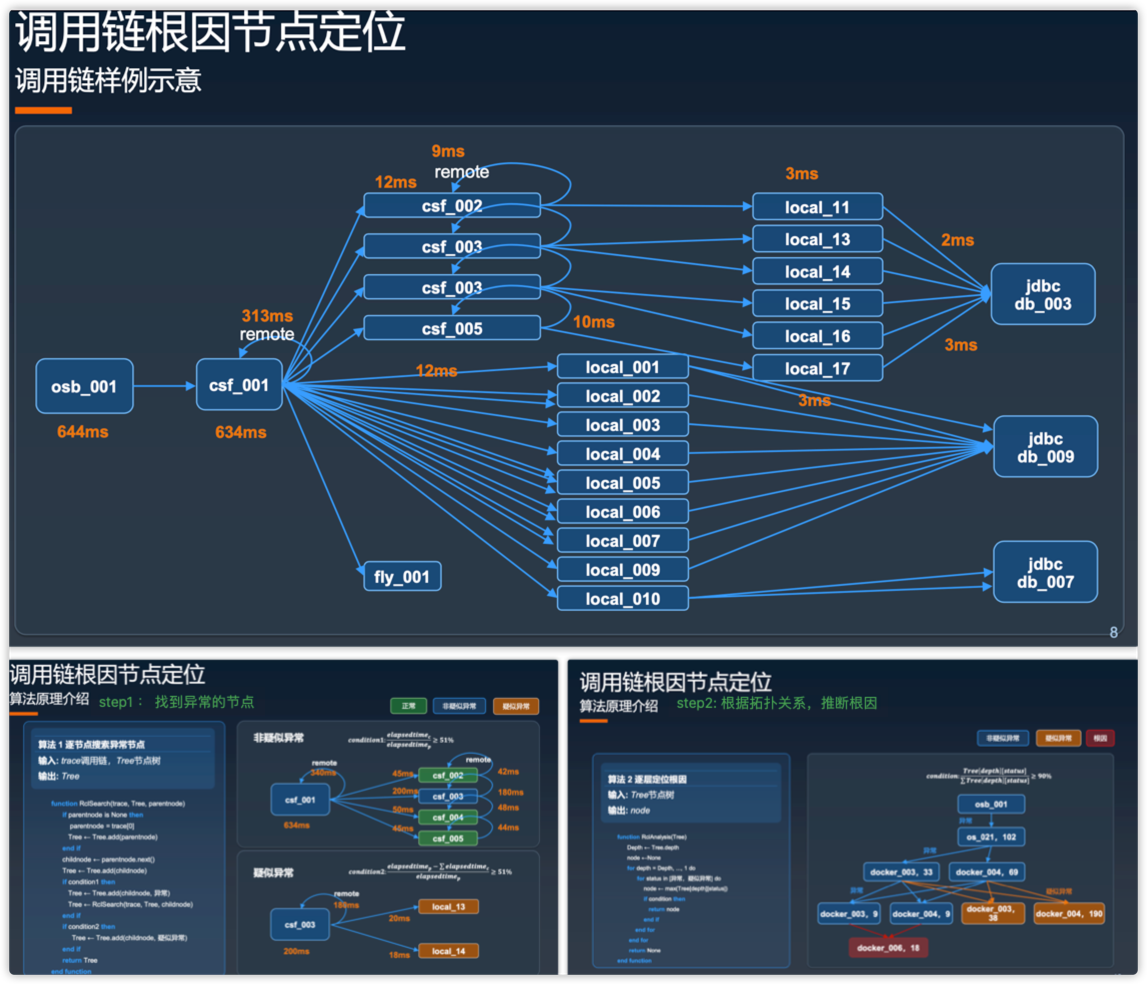 调用链根因节点定位
调用链样例示意
9ms
remote
12ms
csf_002
csf_003
csf_003
csf_005
3ms
local_11
local_13
local_14
local_15
local_16
local_17
2ms
3ms
jdbc
db_003
313ms
remote
10ms
osb_001
644ms
csf_001
634ms
12ms
local_001
local_002
local_003
local_004
local_005
local_006
local_007
local_009
local_010
3ms
jdbc
db_009
jdbc
db_007
fly_001
8
调用链根因节点定位
算法原理介绍 step1： 找到异常的节点
正常 非疑似异常 疑似异常
算法 1 逐节点搜索异常节点
输入: trace调用链，Tree节点树
输出: Tree
function RclSearch(trace, Tree, parentnode)
if parentnode is None then
parentnode = trace[0]
Tree ← Tree.add(parentnode)
end if
childnode ← parentnode.next()
Tree ← Tree.add(childnode)
if condition1 then
Tree ← Tree.add(childnode, 异常)
Tree ← RclSearch(trace, Tree, childnode)
end if
if condition2 then
Tree ← Tree.add(childnode, 疑似异常)
end if
return Tree
end function
非疑似异常
condition1: elapsedtime_c / elapsedtime_p ≥ 51%
remote
340ms
csf_001
634ms
45ms
200ms
50ms
46ms
csf_002
csf_003
csf_004
csf_005
remote
42ms
180ms
48ms
44ms
疑似异常
condition2: elapsedtime_p − ∑ elapsedtime_c / elapsedtime_p ≥ 51%
remote
186ms
csf_003
200ms
20ms
18ms
local_13
local_14
调用链根因节点定位
算法原理介绍 step2: 根据拓扑关系，推断根因
非疑似异常 疑似异常 根因
算法 2 逐层定位根因
输入: Tree节点树
输出: node
function RclAnalysis(Tree)
Depth ← Tree.depth
node ← None
for depth = Depth, ..., 1 do
for status in [异常, 疑似异常] do
node ← max(Tree[depth][status])
if condition then
return node
end if
end for
end for
return None
end function
condition: Tree[depth][status] / ∑ Tree[depth][status] ≥ 90%
osb_001
异常
os_021, 102
异常
docker_003, 33
docker_004, 69
异常
疑似异常
docker_003, 9
docker_004, 9
docker_003,
38
docker_004, 190
docker_006, 18